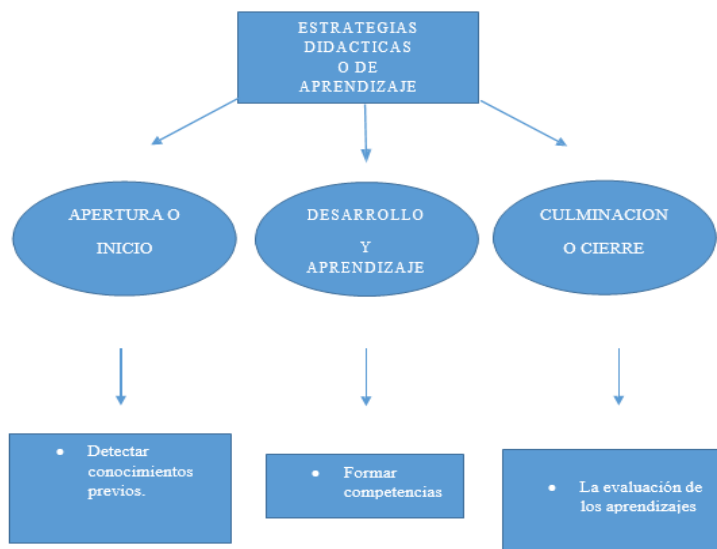 ESTRATEGIAS
DIDACTICAS
O DE
APRENDIZAJE
APERTURA O
INICIO
DESARROLLO
Y
APRENDIZAJE
CULMINACION
O CIERRE
• Detectar
conocimientos
previos.
• Formar
competencias
• La evaluación de
los aprendizajes